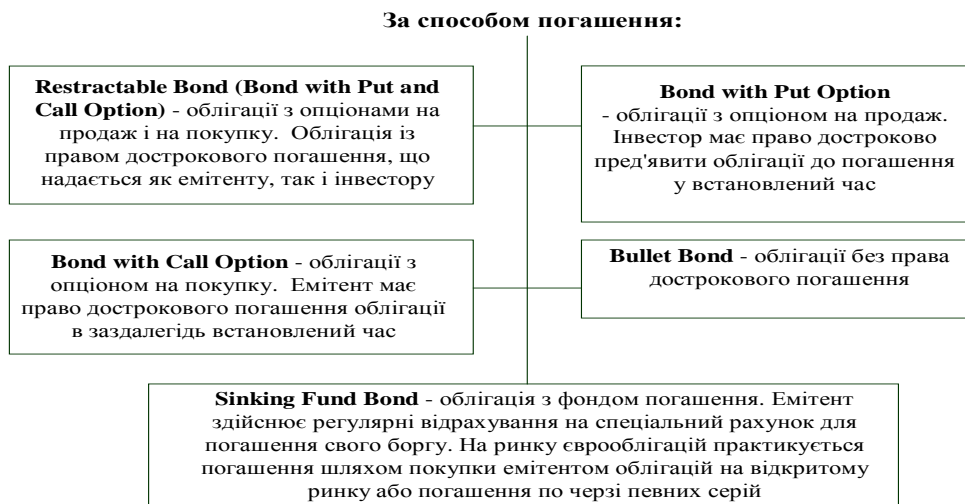 За способом погашення:
Restractable Bond (Bond with Put and
Call Option) - облігації з опціонами на
продаж і на покупку. Облігація із
правом дострокового погашення, що
надається як емітенту, так і інвестору
Bond with Put Option
- облігації з опціоном на продаж.
Інвестор має право достроково
пред'явити облігації до погашення
у встановлений час
Bond with Call Option - облігації з
опціоном на покупку. Емітент має
право дострокового погашення облігації
в заздалегідь встановлений час
Bullet Bond - облігації без права
дострокового погашення
Sinking Fund Bond - облігація з фондом погашення. Емітент
здійснює регулярні відрахування на спеціальний рахунок для
погашення свого боргу. На ринку єврооблігацій практикується
погашення шляхом покупки емітентом облігацій на відкритому
ринку або погашення по черзі певних серій